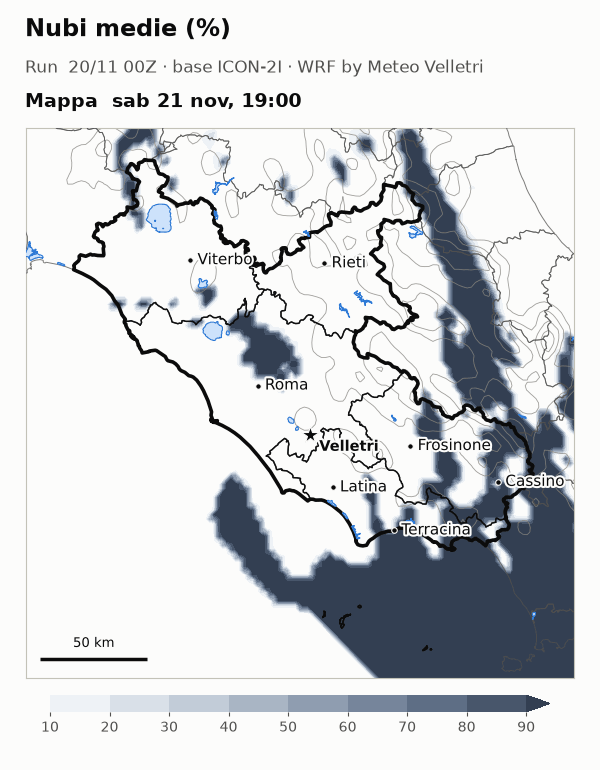 Nubi medie (%)
Run  20/11 00Z · base ICON-2I · WRF by Meteo Velletri
Mappa  sab 21 nov, 19:00
Viterbo
Rieti
Roma
Velletri
Frosinone
Latina
Cassino
Terracina
50 km
10 20 30 40 50 60 70 80 90